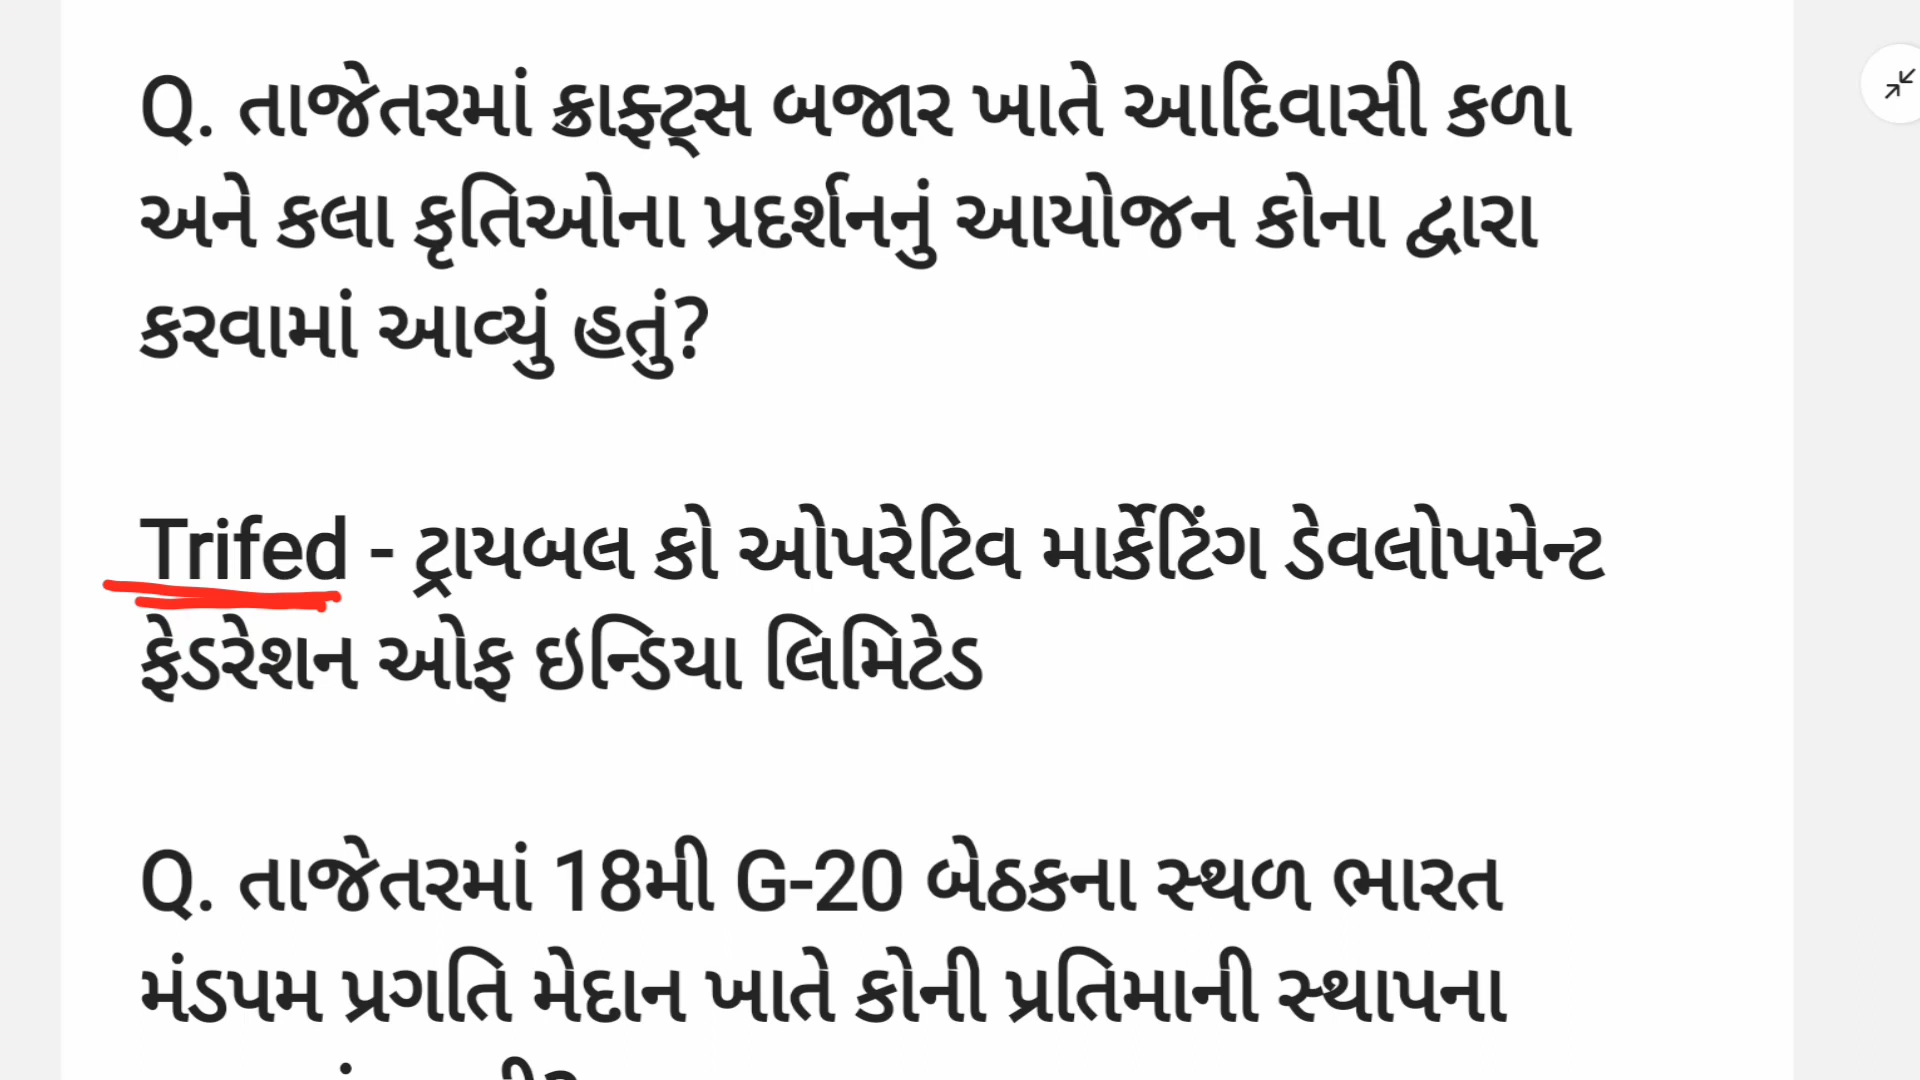 Q. તાજેતરમાં ક્રાફ્ટ્સ બજાર ખાતે આદિવાસી કળા
અને કલા કૃતિઓના પ્રદર્શનનું આયોજન કોના દ્વારા
કરવામાં આવ્યું હતું?
Trifed - ટ્રાયબલ કો ઓપરેટિવ માર્કેટિંગ ડેવલોપમેન્ટ
ફેડરેશન ઓફ ઇન્ડિયા લિમિટેડ
Q. તાજેતરમાં 18મી G-20 બેઠકના સ્થળ ભારત
મંડપમ પ્રગતિ મેદાન ખાતે કોની પ્રતિમાની સ્થાપના